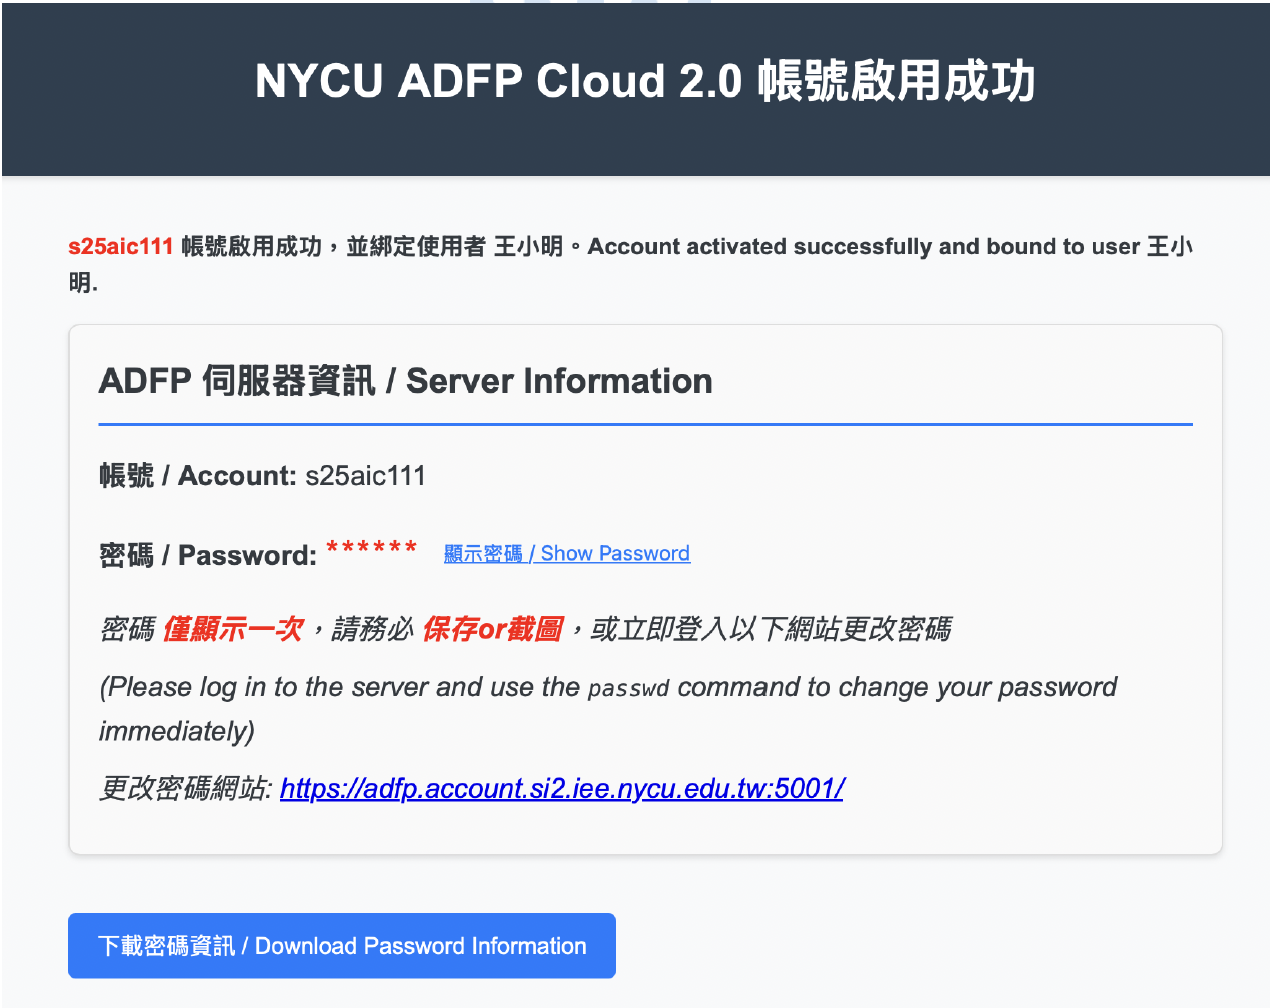 NYCU ADFP Cloud 2.0 帳號啟用成功
s25aic111 帳號啟用成功，並綁定使用者 王小明。Account activated successfully and bound to user 王小
明.
ADFP 伺服器資訊 / Server Information
帳號 / Account: s25aic111
密碼 / Password: ****** 顯示密碼 / Show Password
密碼 僅顯示一次，請務必 保存or截圖，或立即登入以下網站更改密碼
(Please log in to the server and use the passwd command to change your password
immediately)
更改密碼網站: https://adfp.account.si2.iee.nycu.edu.tw:5001/
下載密碼資訊 / Download Password Information